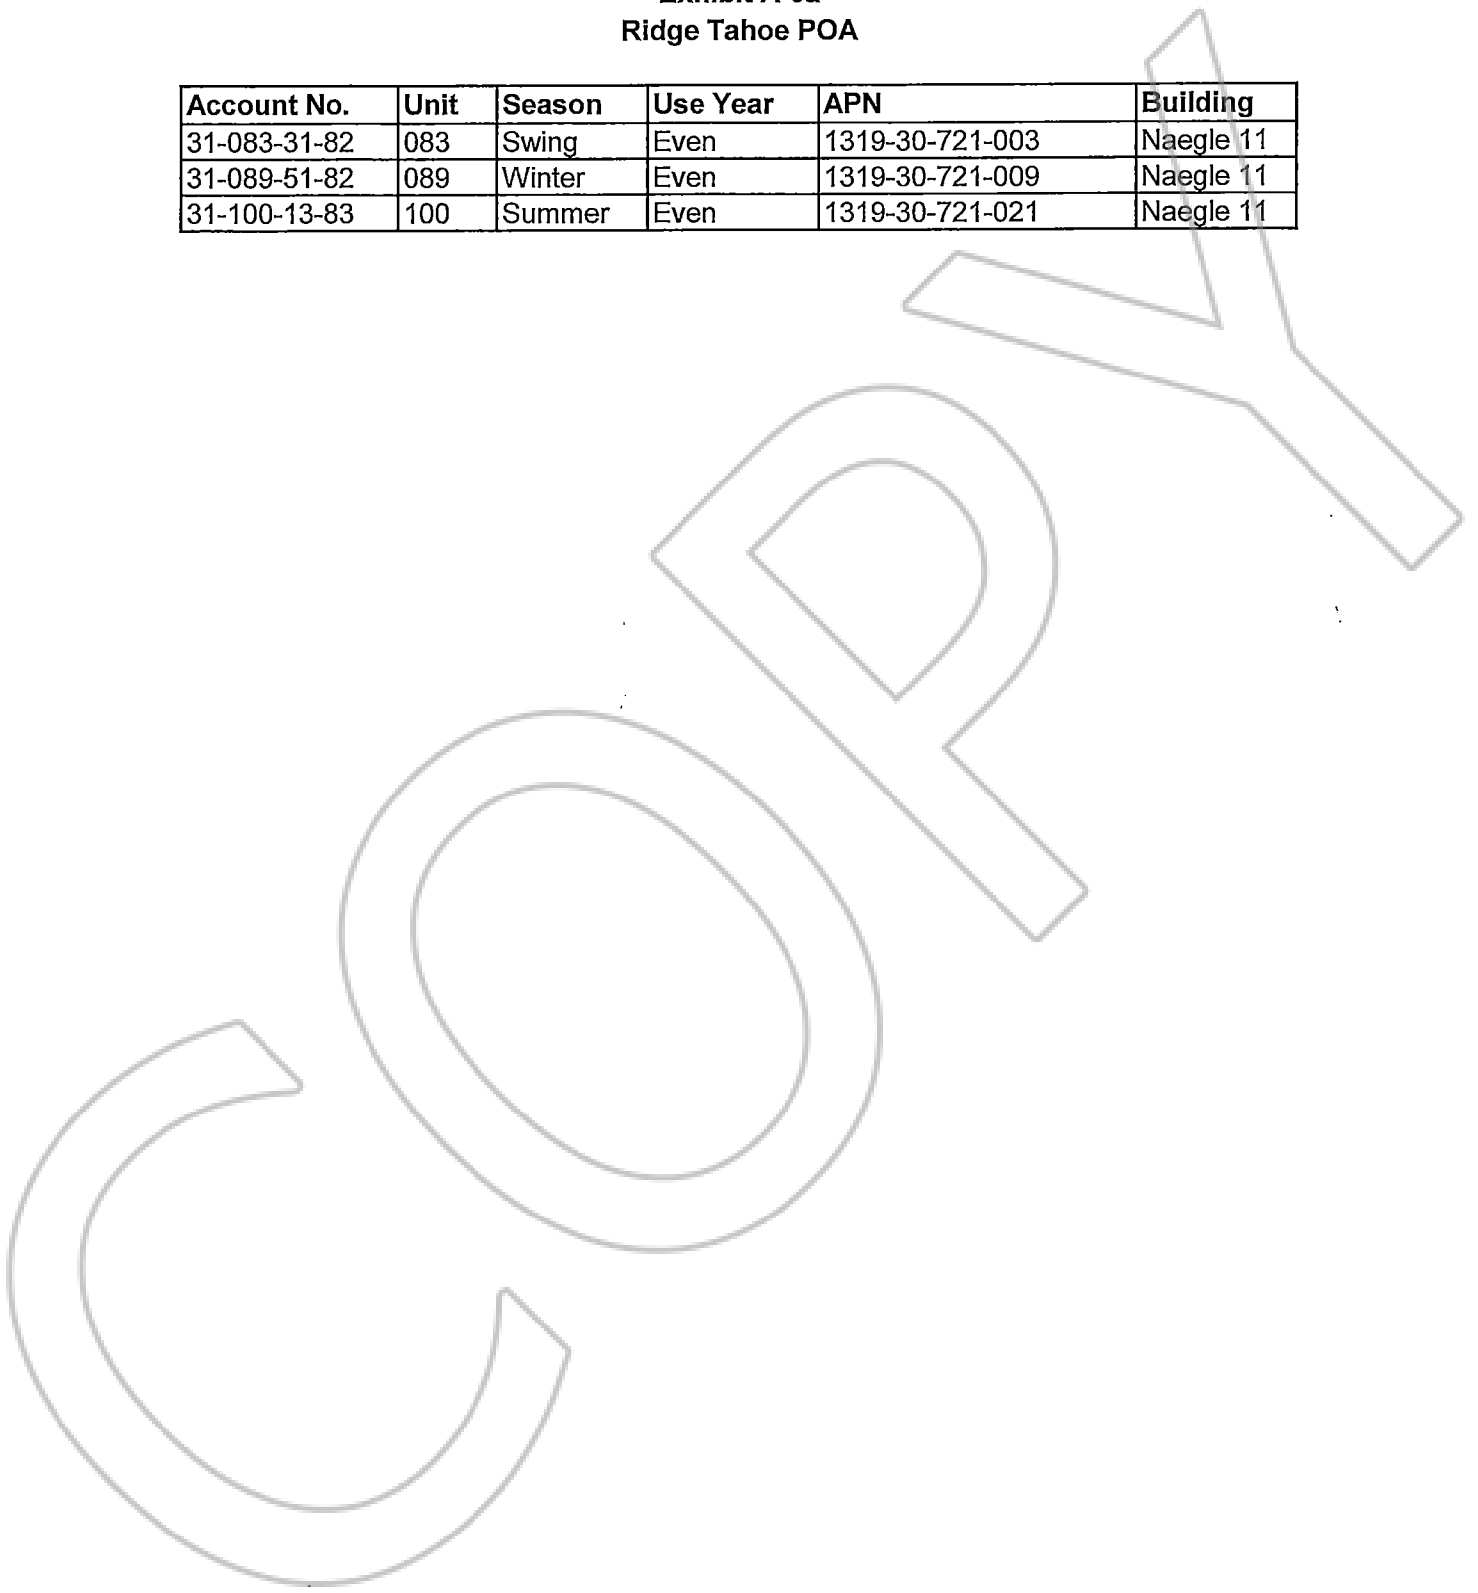 Ridge Tahoe POA
Account No. Unit Season Use Year APN Building
31-083-31-82 083 Swing Even 1319-30-721-003 Naegle 11
31-089-51-82 089 Winter Even 1319-30-721-009 Naegle 11
31-100-13-83 100 Summer Even 1319-30-721-021 Naegle 11
COPY